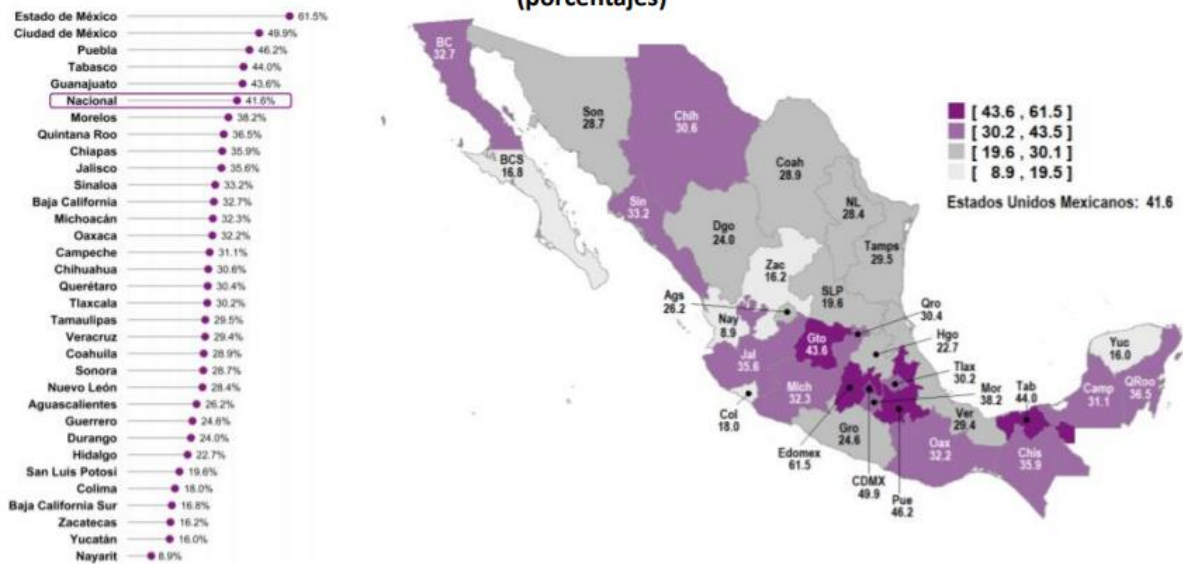 (porcentajes)
Estado de México 61.5%
Ciudad de México 49.9%
Puebla 46.2%
Tabasco 44.0%
Guanajuato 43.6%
Nacional 41.6%
Morelos 38.2%
Quintana Roo 36.5%
Chiapas 35.9%
Jalisco 35.6%
Sinaloa 33.2%
Baja California 32.7%
Michoacán 32.3%
Oaxaca 32.2%
Campeche 31.1%
Chihuahua 30.6%
Querétaro 30.4%
Tlaxcala 30.2%
Tamaulipas 29.5%
Veracruz 29.4%
Coahuila 28.9%
Sonora 28.7%
Nuevo León 28.4%
Aguascalientes 26.2%
Guerrero 24.6%
Durango 24.0%
Hidalgo 22.7%
San Luis Potosí 19.6%
Colima 18.0%
Baja California Sur 16.8%
Zacatecas 16.2%
Yucatán 16.0%
Nayarit 8.9%
BC
32.7
Son
28.7
Chih
30.6
BCS
16.8
Coah
28.9
Sin
33.2
NL
28.4
Dgo
24.0
Tamps
29.5
Zac
16.2
SLP
19.6
Ags
26.2
Nay
8.9
Qro
30.4
Gto
43.6
Hgo
22.7
Jal
35.6
Tlax
30.2
Mich
32.3
Mor
38.2
Tab
44.0
Yuc
16.0
Camp
31.1
QRoo
36.5
Col
18.0
Ver
29.4
Gro
24.6
Edomex
61.5
Oax
32.2
Chis
35.9
CDMX
49.9
Pue
46.2
[ 43.6 , 61.5 ]
[ 30.2 , 43.5 ]
[ 19.6 , 30.1 ]
[ 8.9 , 19.5 ]
Estados Unidos Mexicanos: 41.6